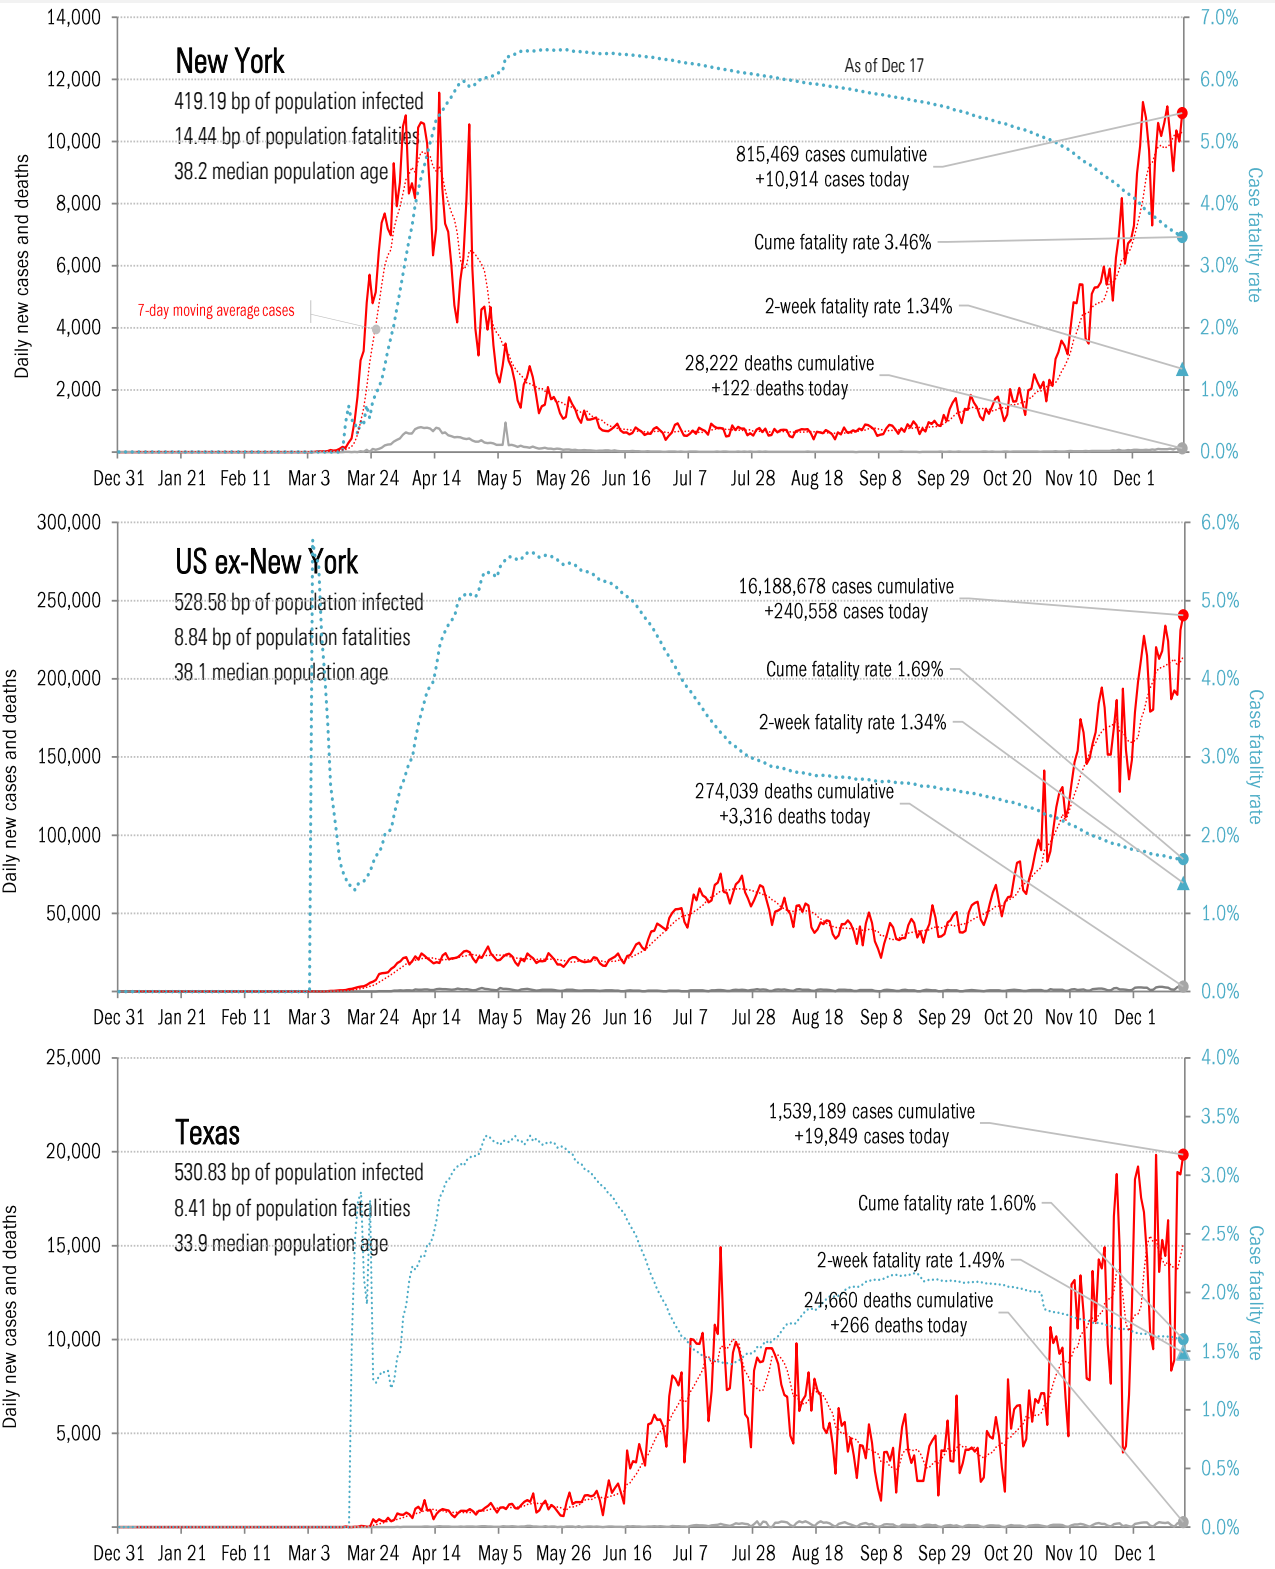 14,000
12,000
10,000
8,000
6,000
4,000
2,000
Daily new cases and deaths
7.0%
6.0%
5.0%
4.0%
3.0%
2.0%
1.0%
0.0%
Case fatality rate
New York
419.19 bp of population infected
14.44 bp of population fatalities
38.2 median population age
As of Dec 17
815,469 cases cumulative
+10,914 cases today
Cume fatality rate 3.46%
2-week fatality rate 1.34%
28,222 deaths cumulative
+122 deaths today
7-day moving average cases
Dec 31 Jan 21 Feb 11 Mar 3 Mar 24 Apr 14 May 5 May 26 Jun 16 Jul 7 Jul 28 Aug 18 Sep 8 Sep 29 Oct 20 Nov 10 Dec 1
300,000
250,000
200,000
150,000
100,000
50,000
Daily new cases and deaths
6.0%
5.0%
4.0%
3.0%
2.0%
1.0%
0.0%
Case fatality rate
US ex-New York
528.58 bp of population infected
8.84 bp of population fatalities
38.1 median population age
16,188,678 cases cumulative
+240,558 cases today
Cume fatality rate 1.69%
2-week fatality rate 1.34%
274,039 deaths cumulative
+3,316 deaths today
Dec 31 Jan 21 Feb 11 Mar 3 Mar 24 Apr 14 May 5 May 26 Jun 16 Jul 7 Jul 28 Aug 18 Sep 8 Sep 29 Oct 20 Nov 10 Dec 1
25,000
20,000
15,000
10,000
5,000
Daily new cases and deaths
4.0%
3.5%
3.0%
2.5%
2.0%
1.5%
1.0%
0.5%
0.0%
Case fatality rate
Texas
530.83 bp of population infected
8.41 bp of population fatalities
33.9 median population age
1,539,189 cases cumulative
+19,849 cases today
Cume fatality rate 1.60%
2-week fatality rate 1.49%
24,660 deaths cumulative
+266 deaths today
Dec 31 Jan 21 Feb 11 Mar 3 Mar 24 Apr 14 May 5 May 26 Jun 16 Jul 7 Jul 28 Aug 18 Sep 8 Sep 29 Oct 20 Nov 10 Dec 1